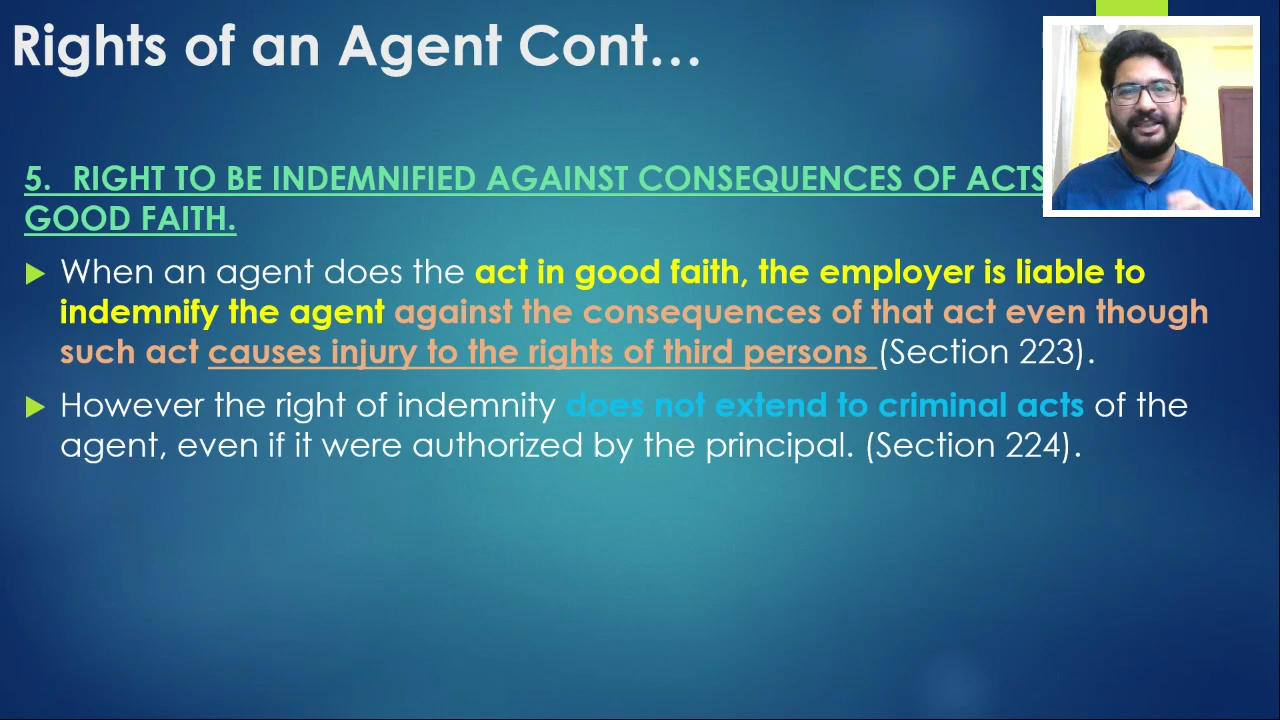 Rights of an Agent Cont…
5. RIGHT TO BE INDEMNIFIED AGAINST CONSEQUENCES OF ACTS
GOOD FAITH.
When an agent does the act in good faith, the employer is liable to
indemnify the agent against the consequences of that act even though
such act causes injury to the rights of third persons (Section 223).
However the right of indemnity does not extend to criminal acts of the
agent, even if it were authorized by the principal. (Section 224).